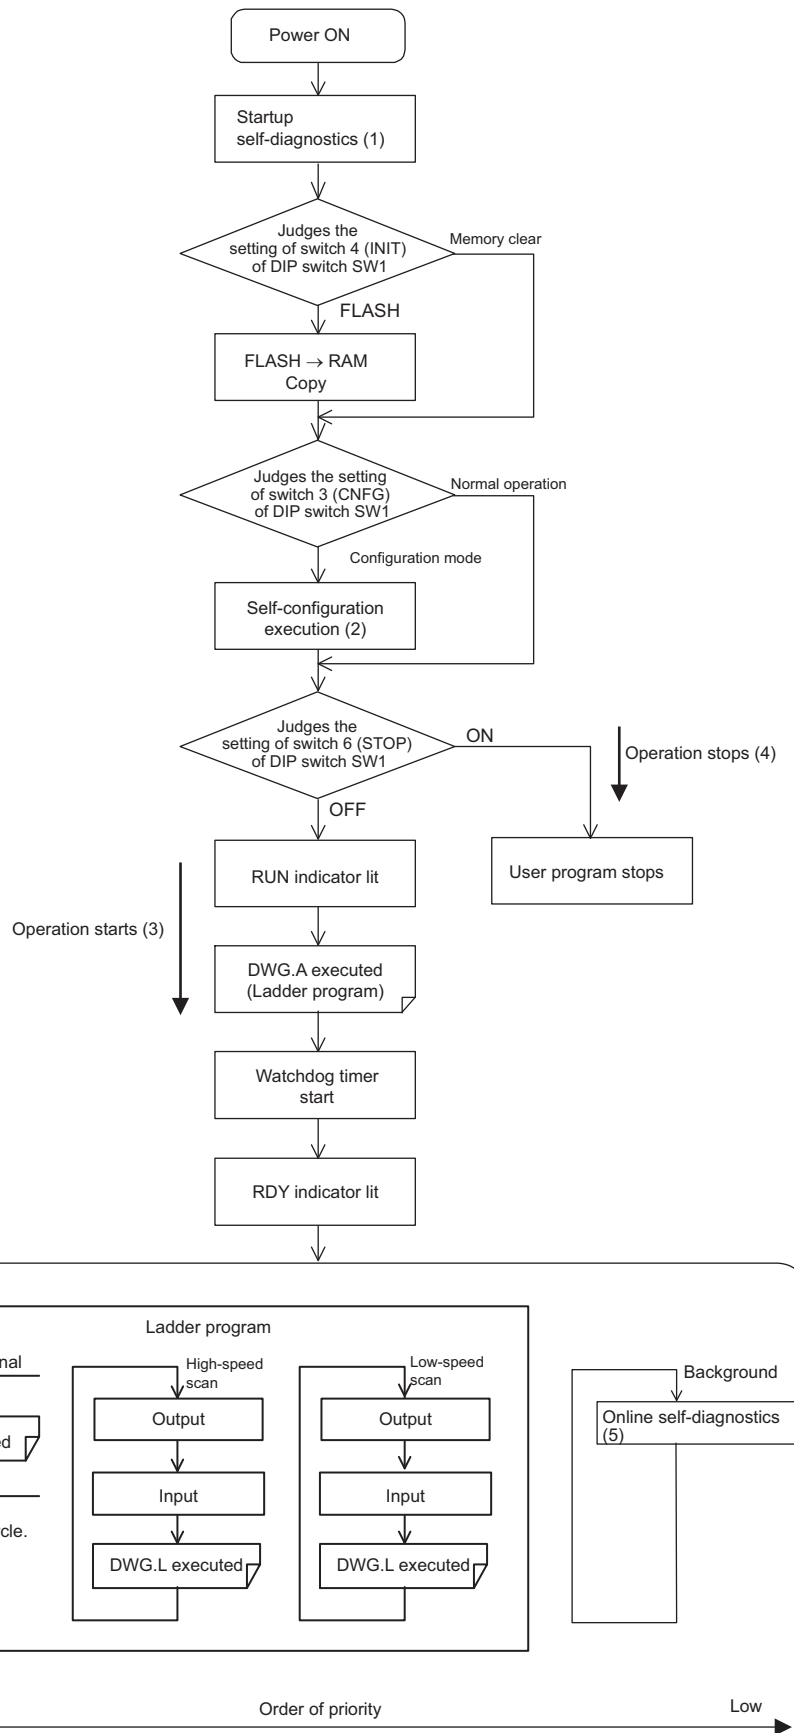 Power ON
Startup
self-diagnostics (1)
Judges the
setting of switch 4 (INIT)
of DIP switch SW1
Memory clear
FLASH
FLASH → RAM
Copy
Judges the setting
of switch 3 (CNFG)
of DIP switch SW1
Normal operation
Configuration mode
Self-configuration
execution (2)
Judges the
setting of switch 6 (STOP)
of DIP switch SW1
ON
Operation stops (4)
OFF
RUN indicator lit
User program stops
Operation starts (3)
DWG.A executed
(Ladder program)
Watchdog timer
start
RDY indicator lit
Ladder program
High-speed
scan
Output
Input
DWG.L executed
Low-speed
scan
Output
Input
DWG.L executed
Background
Online self-diagnostics
(5)
Order of priority
Low